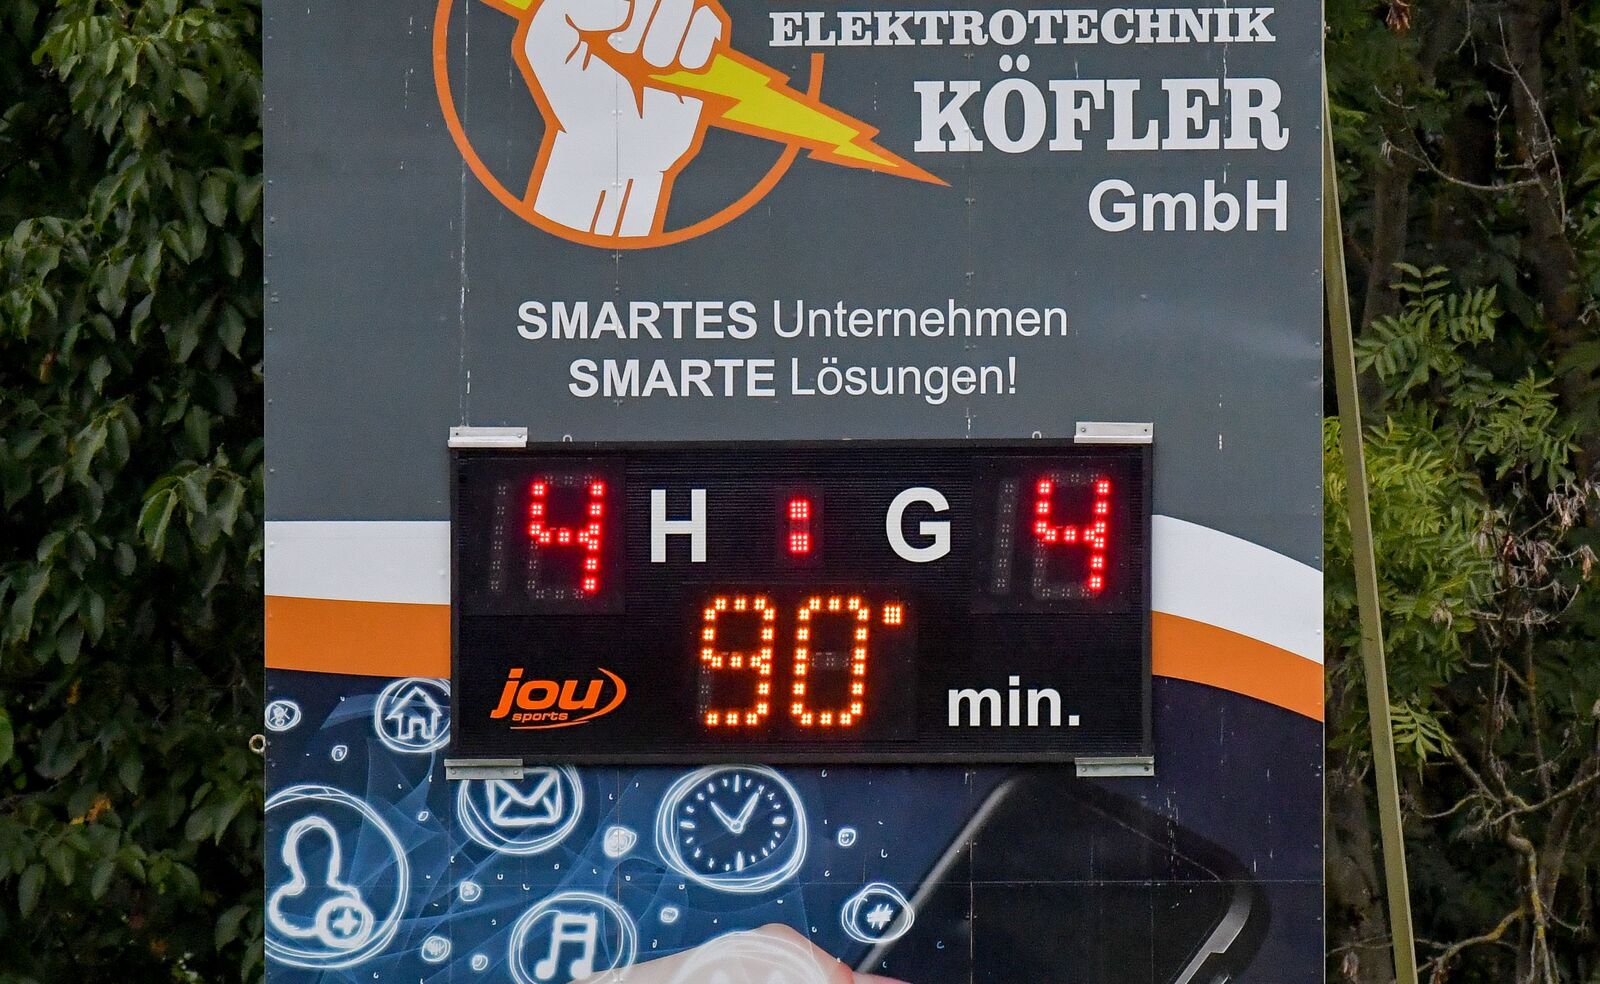 ELEKTROTECHNIK
KÖFLER
GmbH
SMARTES Unternehmen
SMARTE Lösungen!
4 H : G 4
90'
jou sports
min.